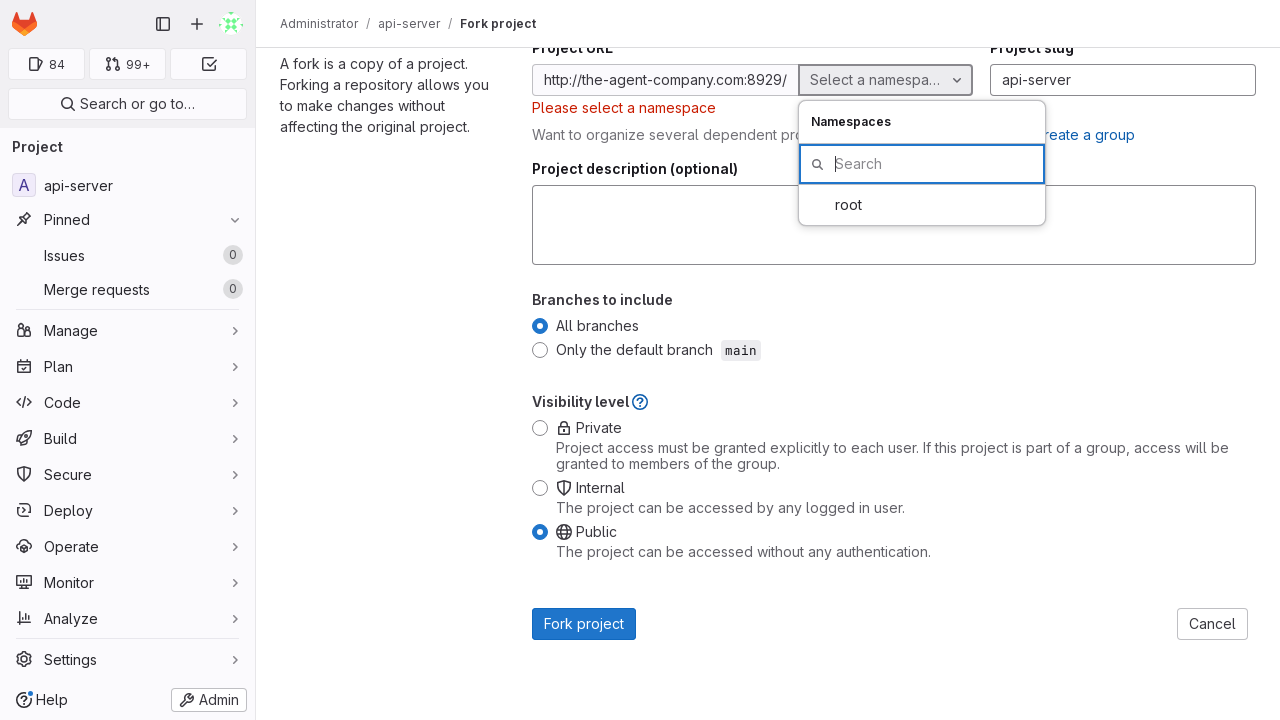 Administrator / api-server / Fork project
84
99+
Search or go to…
Project
A api-server
Pinned
Issues 0
Merge requests 0
Manage
Plan
Code
Build
Secure
Deploy
Operate
Monitor
Analyze
Settings
Help
Admin
A fork is a copy of a project.
Forking a repository allows you
to make changes without
affecting the original project.
Project URL
Project slug
http://the-agent-company.com:8929/
Select a namespa…
api-server
Please select a namespace
Want to organize several dependent pro
reate a group
Namespaces
Search
root
Project description (optional)
Branches to include
All branches
Only the default branch main
Visibility level
Private
Project access must be granted explicitly to each user. If this project is part of a group, access will be
granted to members of the group.
Internal
The project can be accessed by any logged in user.
Public
The project can be accessed without any authentication.
Fork project
Cancel